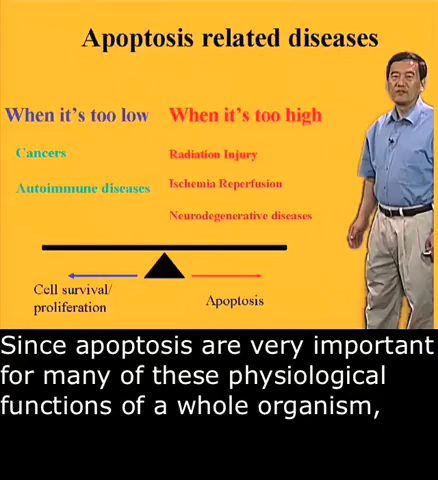 Apoptosis related diseases
When it's too low When it's too high
Cancers
Radiation Injury
Autoimmune diseases
Ischemia Reperfusion
Neurodegenerative diseases
Cell survival/
proliferation
Apoptosis
Since apoptosis are very important
for many of these physiological
functions of a whole organism,